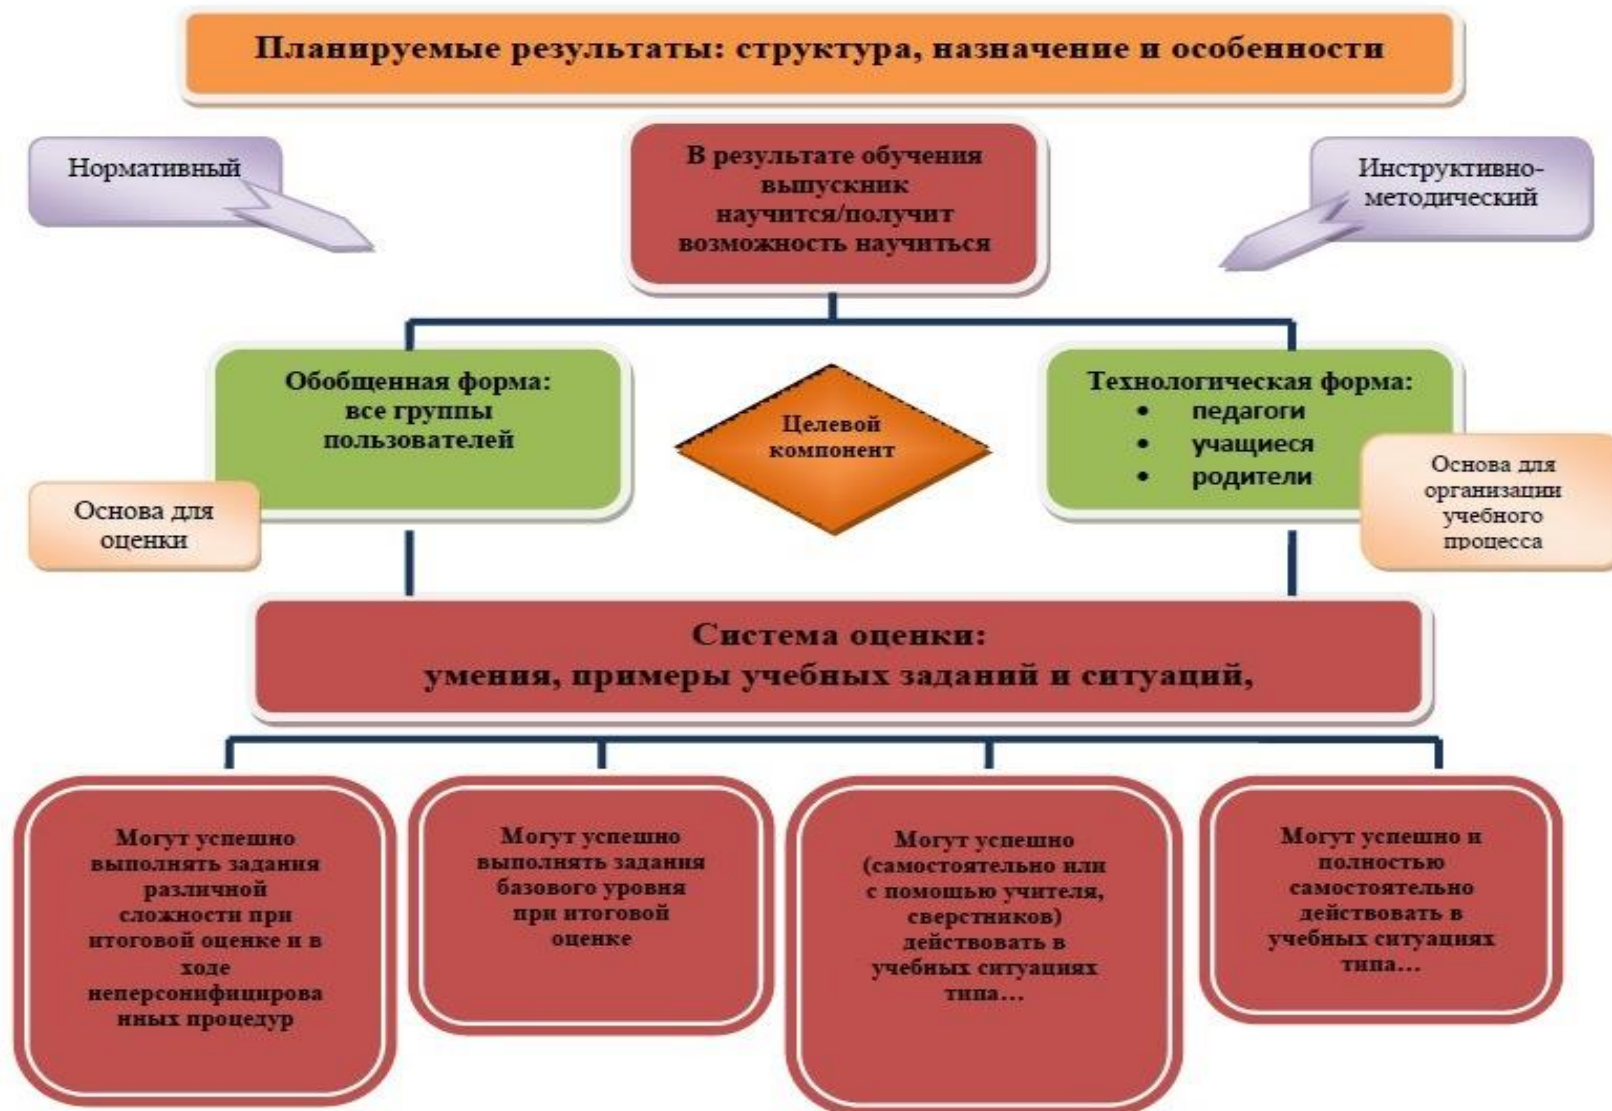 Планируемые результаты: структура, назначение и особенности
Нормативный
В результате обучения
выпускник
научится/получит
возможность научиться
Инструктивно-
методический
Обобщенная форма:
все группы
пользователей
Целевой
компонент
Технологическая форма:
• педагоги
• учащиеся
• родители
Основа для
оценки
Основа для
организации
учебного
процесса
Система оценки:
умения, примеры учебных заданий и ситуаций,
Могут успешно
выполнять задания
различной
сложности при
итоговой оценке и в
ходе
неперсонифицирова
нных процедур
Могут успешно
выполнять задания
базового уровня
при итоговой
оценке
Могут успешно
(самостоятельно или
с помощью учителя,
сверстников)
действовать в
учебных ситуациях
типа…
Могут успешно и
полностью
самостоятельно
действовать в
учебных ситуациях
типа…